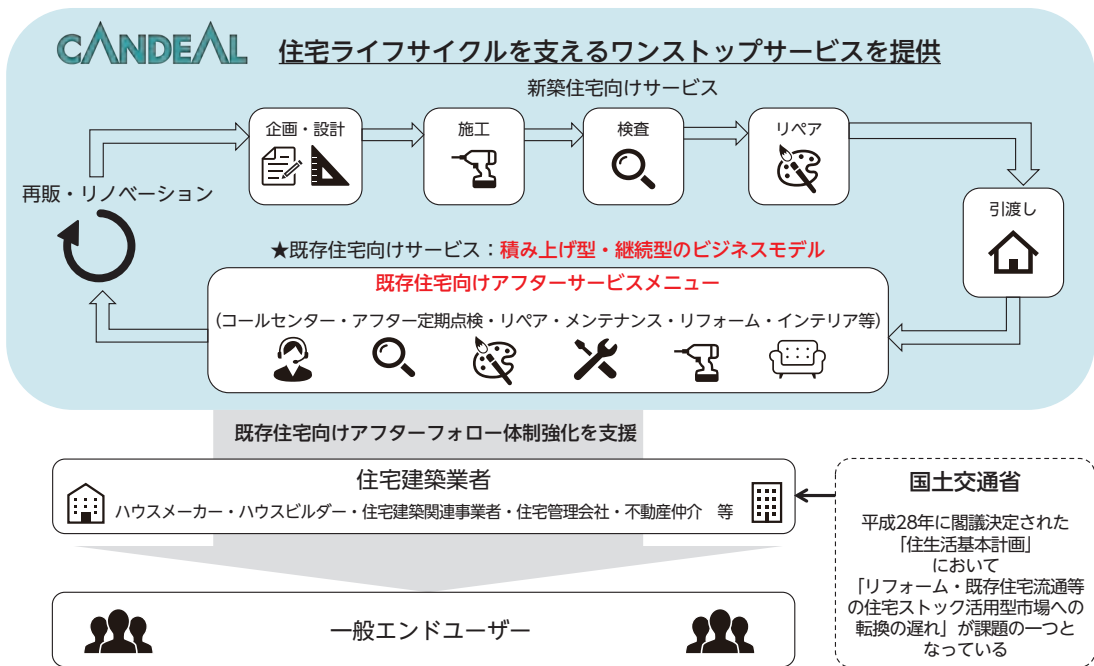 CANDEAL
住宅ライフサイクルを支えるワンストップサービスを提供
新築住宅向けサービス
企画・設計
施工
検査
リペア
再販・リノベーション
引渡し
★既存住宅向けサービス：積み上げ型・継続型のビジネスモデル
既存住宅向けアフターサービスメニュー
(コールセンター・アフター定期点検・リペア・メンテナンス・リフォーム・インテリア等)
既存住宅向けアフターフォロー体制強化を支援
住宅建築業者
ハウスメーカー・ハウスビルダー・住宅建築関連事業者・住宅管理会社・不動産仲介　等
国土交通省
平成28年に閣議決定された
「住生活基本計画」
において
「リフォーム・既存住宅流通等
の住宅ストック活用型市場への
転換の遅れ」が課題の一つと
なっている
一般エンドユーザー